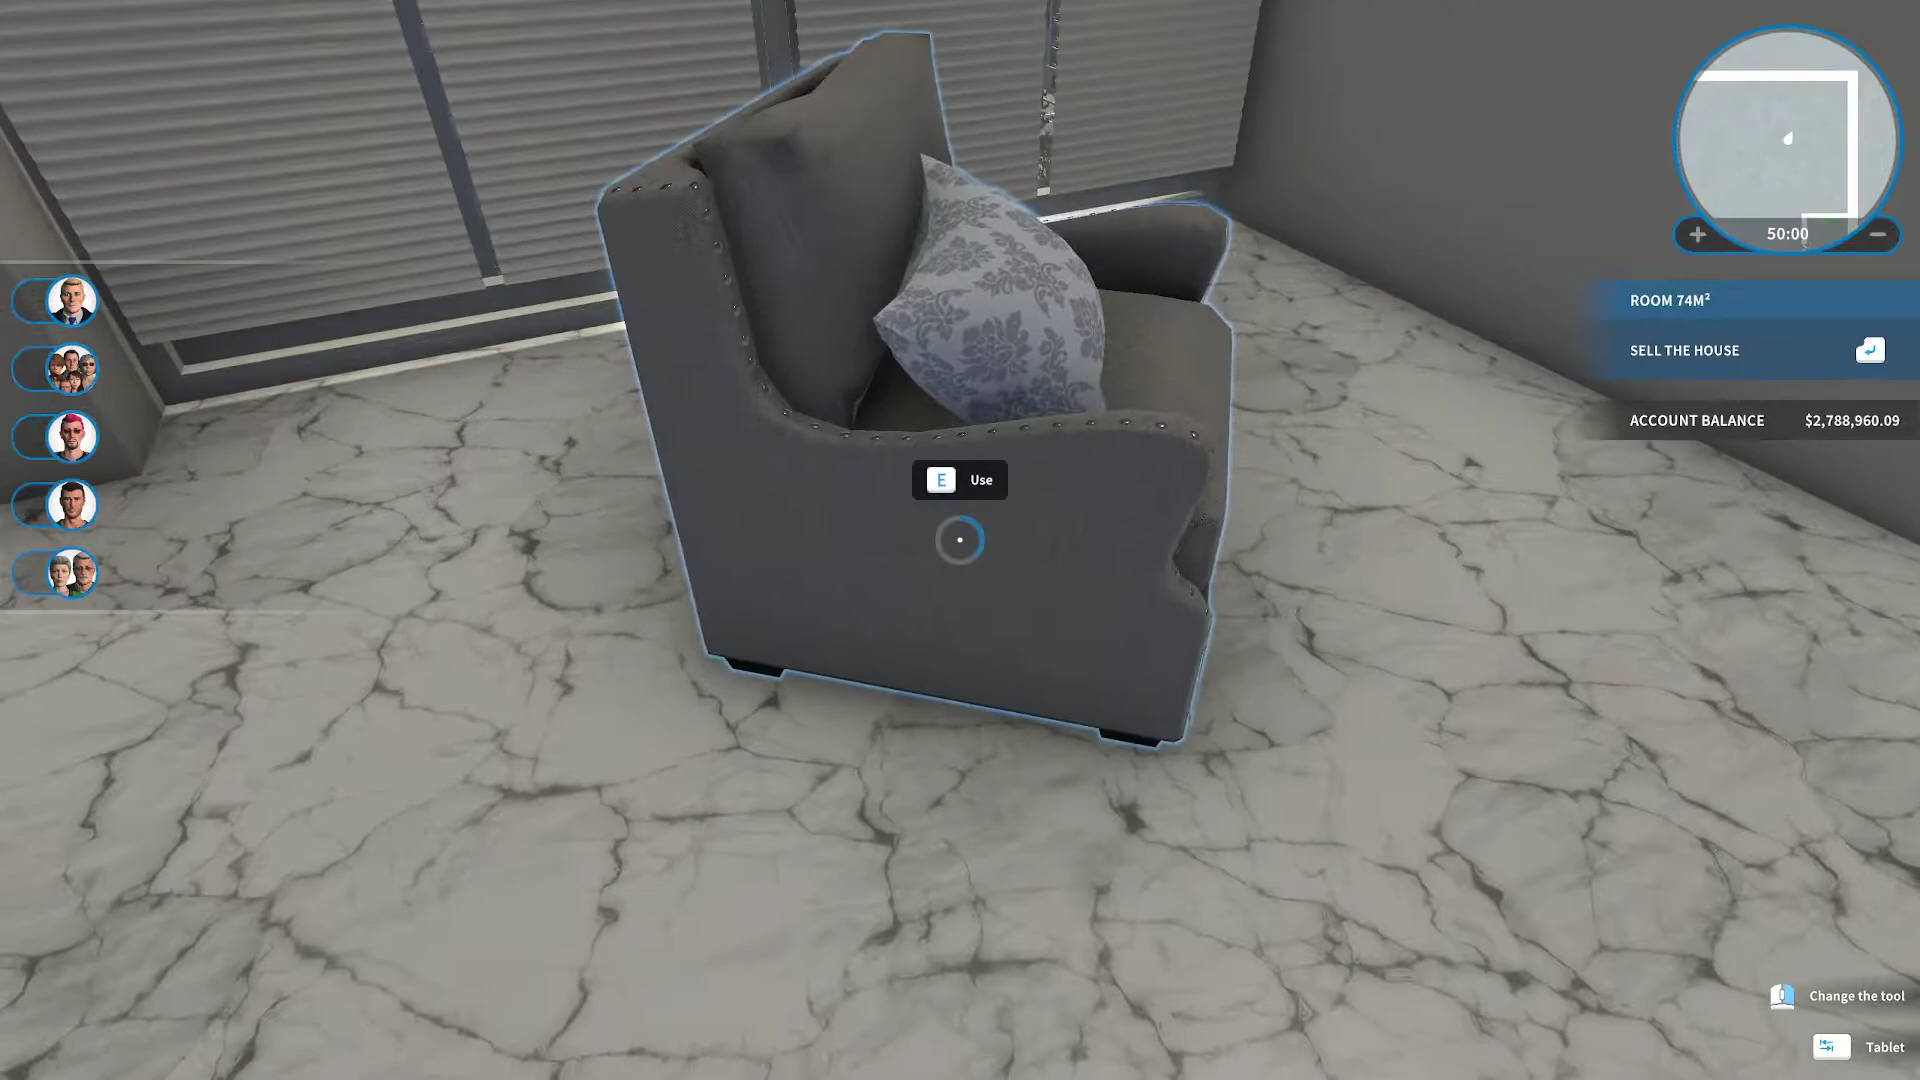 50:00
ROOM 74M²
SELL THE HOUSE
ACCOUNT BALANCE $2,788,960.09
E Use
Change the tool
Tablet